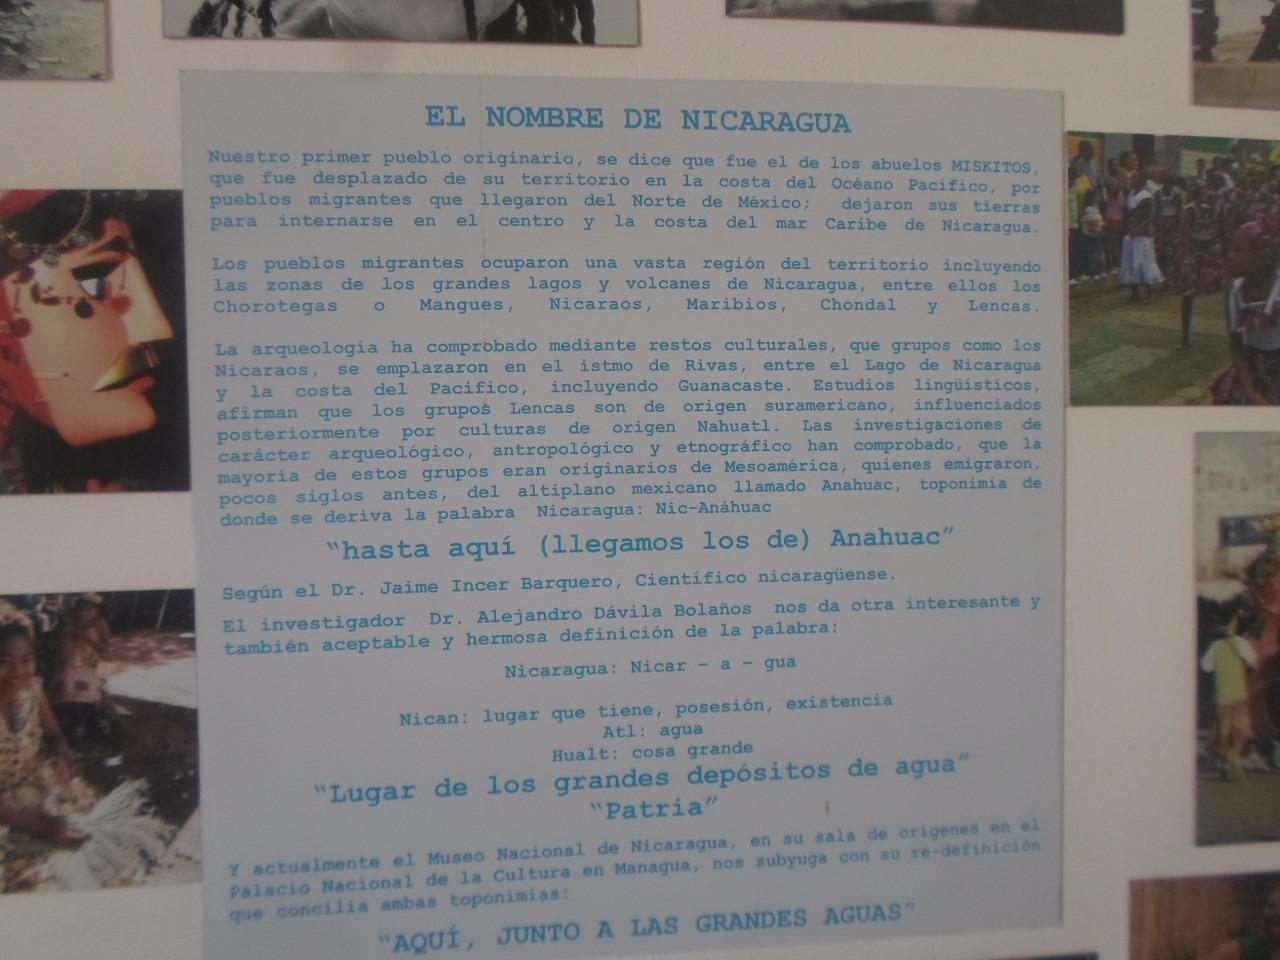 EL NOMBRE DE NICARAGUA
Nuestro primer pueblo originario, se dice que fue el de los abuelos MISKITOS,
que fue desplazado de su territorio en la costa del Océano Pacífico, por
pueblos migrantes que llegaron del Norte de México; dejaron sus tierras
para internarse en el centro y la costa del mar Caribe de Nicaragua.
Los pueblos migrantes ocuparon una vasta región del territorio incluyendo
las zonas de los grandes lagos y volcanes de Nicaragua, entre ellos los
Chorotegas o Mangues, Nicaraos, Maribios, Chondal y Lencas.
La arqueología ha comprobado mediante restos culturales, que grupos como los
Nicaraos, se emplazaron en el istmo de Rivas, entre el Lago de Nicaragua
y la costa del Pacifico, incluyendo Guanacaste. Estudios lingüísticos,
afirman que los grupos Lencas son de origen suramericano, influenciados
posteriormente por culturas de origen Nahuatl. Las investigaciones de
carácter arqueológico, antropológico y etnográfico han comprobado, que la
mayoría de estos grupos eran originarios de Mesoamérica, quienes emigraron,
pocos siglos antes, del altiplano mexicano llamado Anahuac, toponimia de
donde se deriva la palabra Nicaragua: Nic-Anáhuac
"hasta aquí (llegamos los de) Anahuac"
Según el Dr. Jaime Incer Barquero, Científico nicaragüense.
El investigador Dr. Alejandro Dávila Bolaños nos da otra interesante y
también aceptable y hermosa definición de la palabra:
Nicaragua: Nicar – a – gua
Nican: lugar que tiene, posesión, existencia
Atl: agua
Hualt: cosa grande
"Lugar de los grandes depósitos de agua"
"Patria"
Y actualmente el Museo Nacional de Nicaragua, en su sala de orígenes en el
Palacio Nacional de la Cultura en Managua, nos subyuga con su re-definición
que concilia ambas toponimias:
"AQUÍ, JUNTO A LAS GRANDES AGUAS"